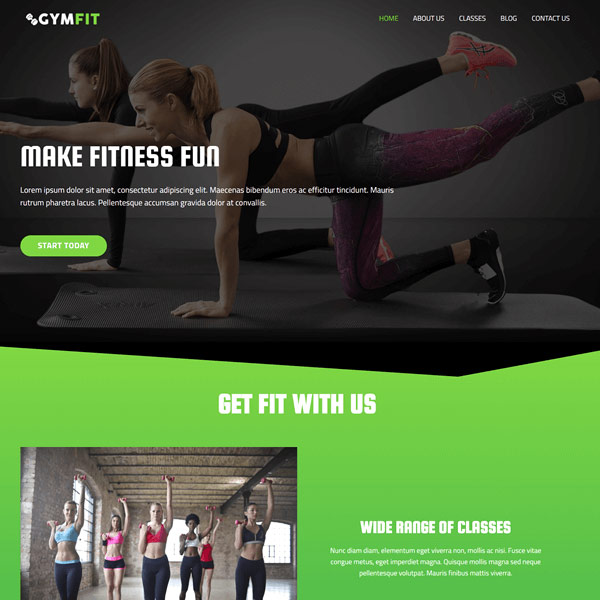 GYMFIT
HOME ABOUT US CLASSES BLOG CONTACT US
MAKE FITNESS FUN
Lorem ipsum dolor sit amet, consectetur adipiscing elit. Maecenas bibendum eros ac efficitur tincidunt. Mauris
rutrum pharetra lacus. Pellentesque accumsan gravida dolor at convallis.
START TODAY
GET FIT WITH US
WIDE RANGE OF CLASSES
Nunc diam diam, elementum eget viverra non, mollis ac nisi. Fusce vitae
congue metus, eget imperdiet magna. Quisque mollis magna sed neque
pellentesque volutpat. Mauris finibus mattis viverra.